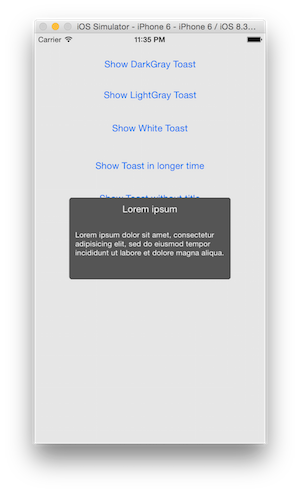 iOS Simulator - iPhone 6 - iPhone 6 / iOS 8.3...
Carrier 11:35 PM
Show DarkGray Toast
Show LightGray Toast
Show White Toast
Show Toast in longer time
Show Toast without title
Lorem ipsum
Lorem ipsum dolor sit amet, consectetur
adipisicing elit, sed do eiusmod tempor
incididunt ut labore et dolore magna aliqua.